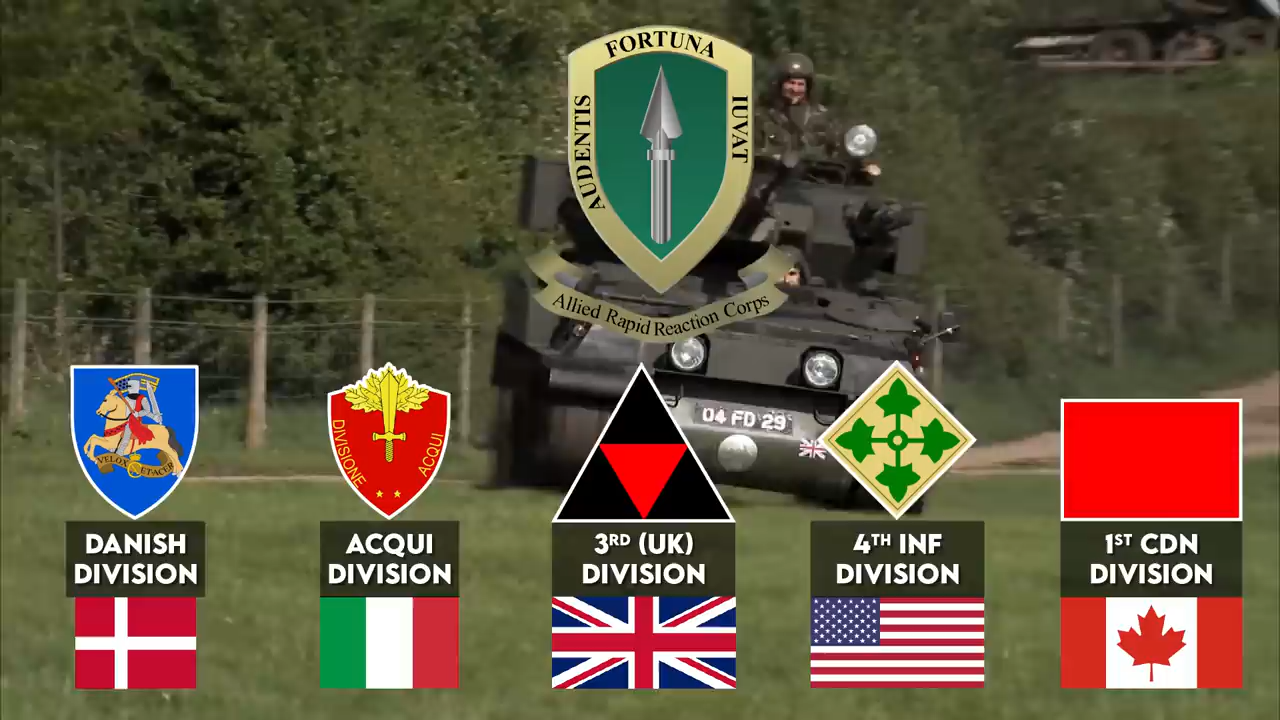 FORTUNA
AUDENTIS
IUVAT
Allied Rapid Reaction Corps
04 FD 29
VELOX ET ACER
DIVISIONE
ACQUI
DANISH
DIVISION
ACQUI
DIVISION
3RD (UK)
DIVISION
4TH INF
DIVISION
1ST CDN
DIVISION